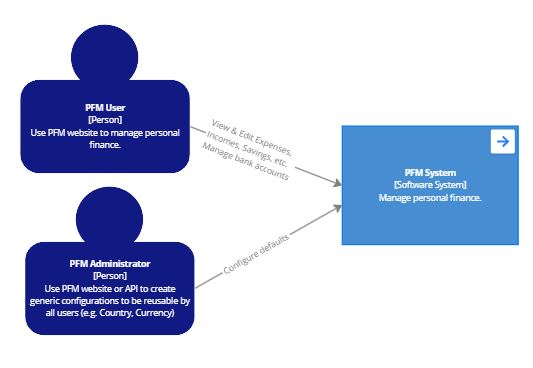 PFM User
[Person]
Use PFM website to manage personal
finance.
View & Edit Expenses,
Incomes, Savings, etc.
Manage bank accounts
PFM System
[Software System]
Manage personal finance.
PFM Administrator
[Person]
Use PFM website or API to create
generic configurations to be reusable by
all users (e.g. Country, Currency)
Configure defaults